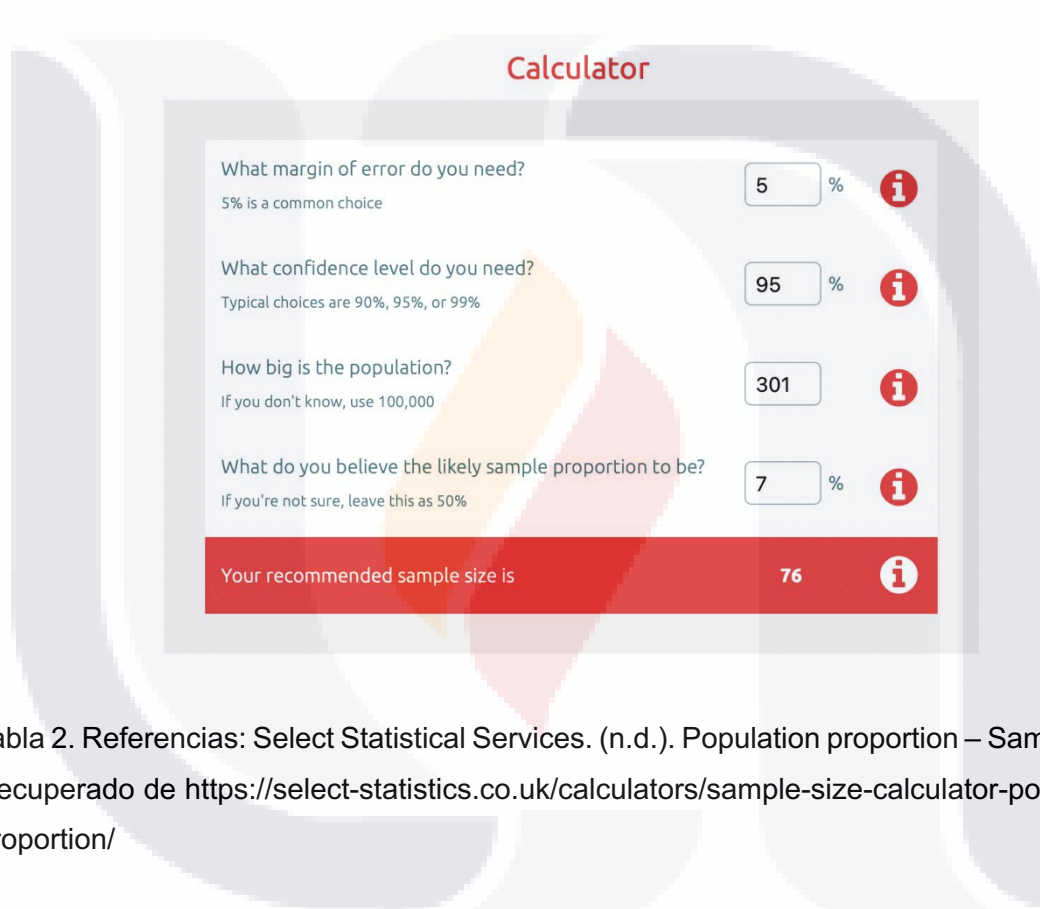 Calculator
What margin of error do you need?
5% is a common choice
5 %
What confidence level do you need?
Typical choices are 90%, 95%, or 99%
95 %
How big is the population?
If you don't know, use 100,000
301
What do you believe the likely sample proportion to be?
If you're not sure, leave this as 50%
7 %
Your recommended sample size is 76
abla 2. Referencias: Select Statistical Services. (n.d.). Population proportion – Sam
ecuperado de https://select-statistics.co.uk/calculators/sample-size-calculator-po
roportion/